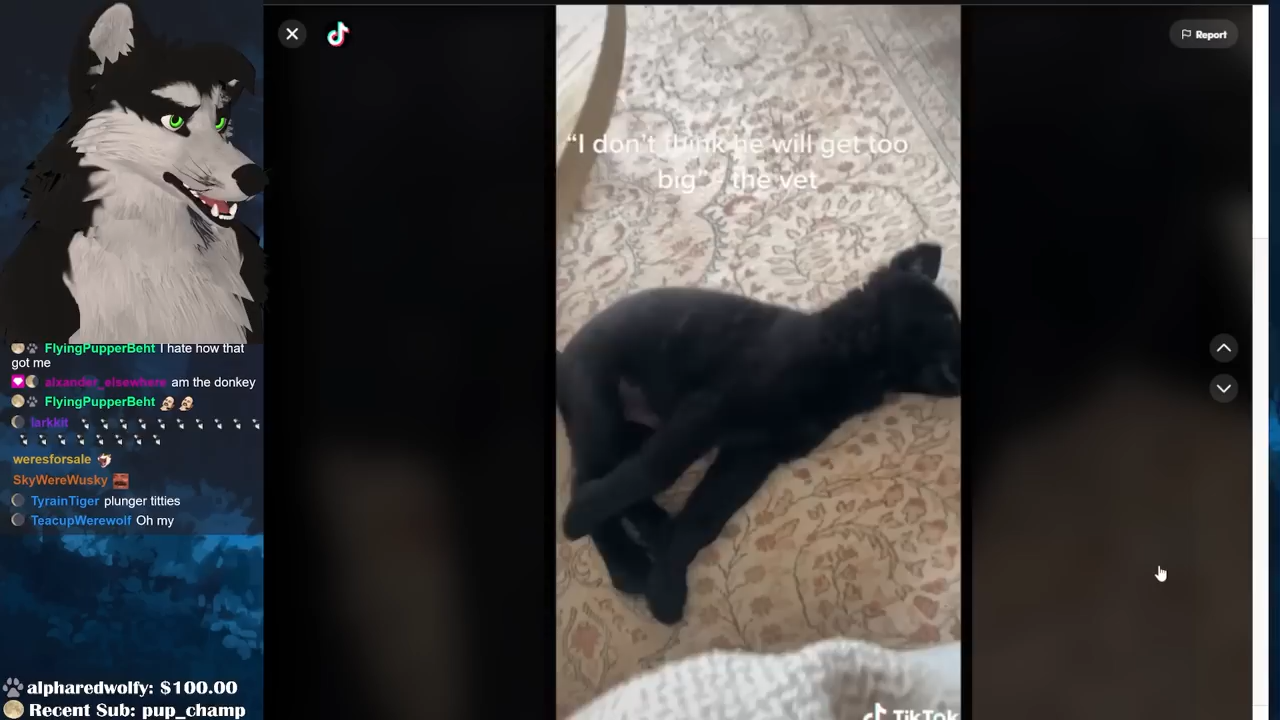 Report
“I don’t think he will get too
big” - the vet
FlyingPupperBeht I hate how that
got me
alxander_elsewhere am the donkey
FlyingPupperBeht
larkkit
weresforsale
SkyWereWusky
TyrainTiger plunger titties
TeacupWerewolf Oh my
alpharedwolfy: $100.00
Recent Sub: pup_champ
TikTok